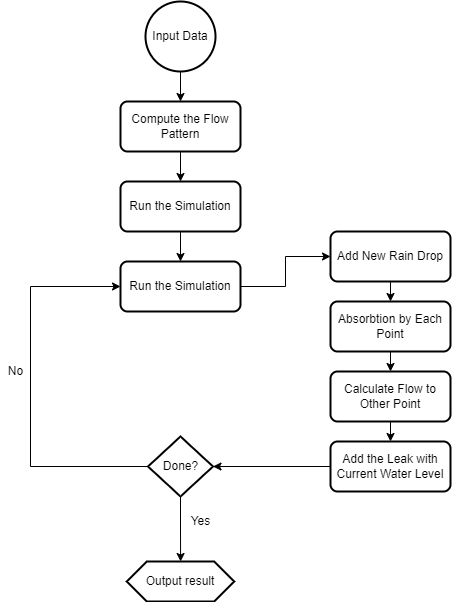 Input Data
Compute the Flow
Pattern
Run the Simulation
Run the Simulation
Add New Rain Drop
Absorbtion by Each
Point
Calculate Flow to
Other Point
Add the Leak with
Current Water Level
Done?
No
Yes
Output result